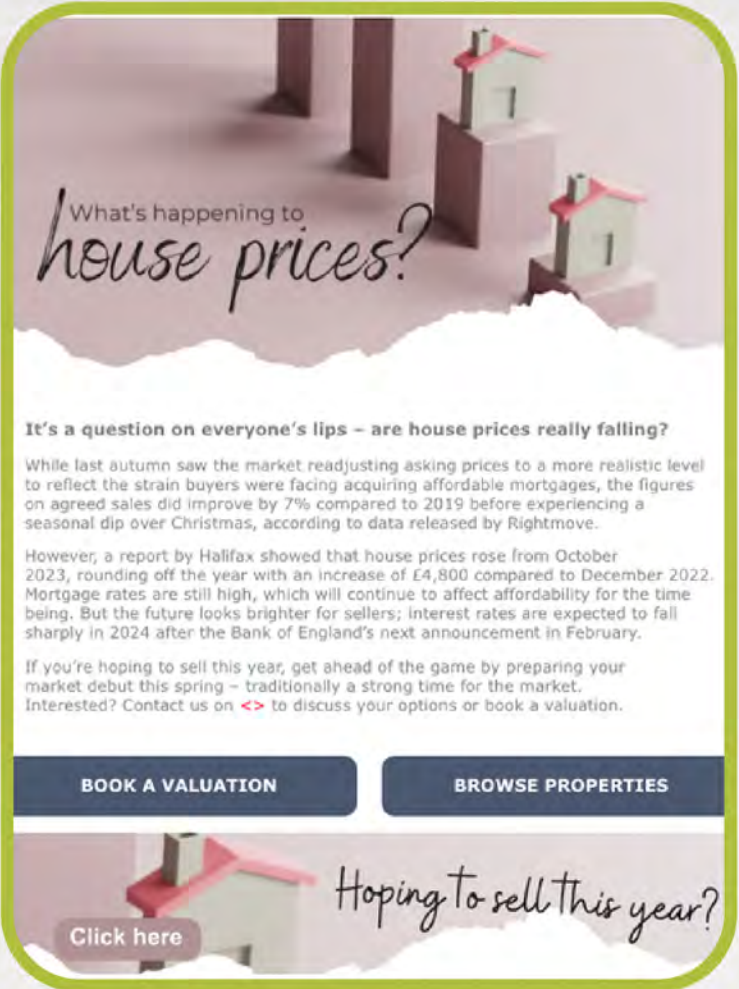 What's happening to
house prices?
It's a question on everyone's lips – are house prices really falling?
While last autumn saw the market readjusting asking prices to a more realistic level
to reflect the strain buyers were facing acquiring affordable mortgages, the figures
on agreed sales did improve by 7% compared to 2019 before experiencing a
seasonal dip over Christmas, according to data released by Rightmove.
However, a report by Halifax showed that house prices rose from October
2023, rounding off the year with an increase of £4,800 compared to December 2022.
Mortgage rates are still high, which will continue to affect affordability for the time
being. But the future looks brighter for sellers; interest rates are expected to fall
sharply in 2024 after the Bank of England's next announcement in February.
If you're hoping to sell this year, get ahead of the game by preparing your
market debut this spring – traditionally a strong time for the market.
Interested? Contact us on <> to discuss your options or book a valuation.
BOOK A VALUATION
BROWSE PROPERTIES
Hoping to sell this year?
Click here